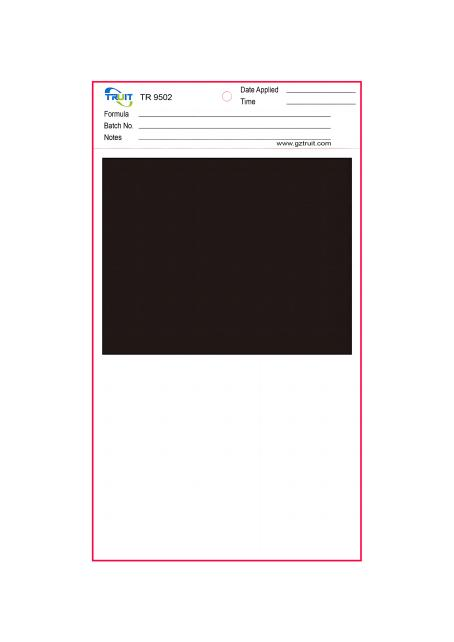 TRUIT TR 9502
Date Applied
Time
Formula
Batch No.
Notes
www.gztruit.com